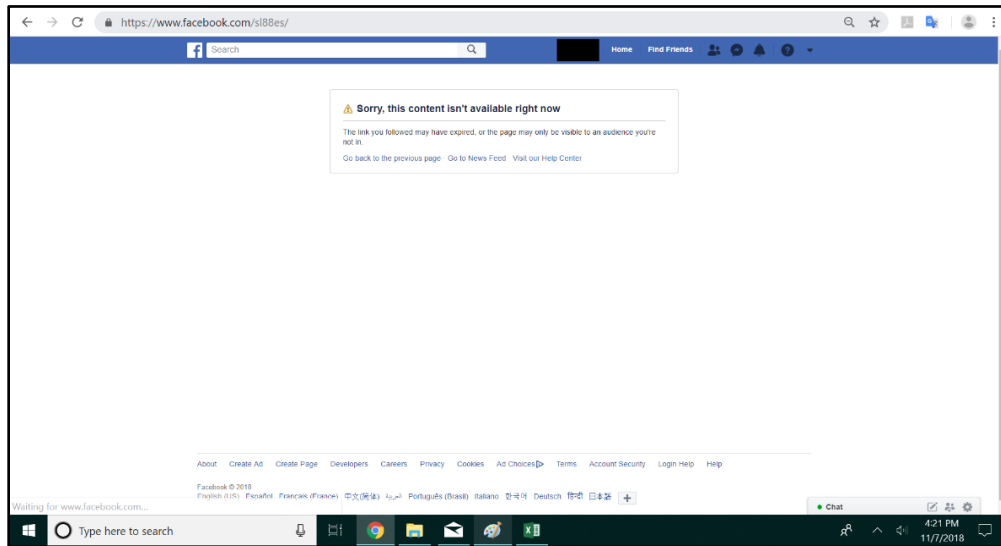 https://www.facebook.com/sl88es/
f Search Home Find Friends
Sorry, this content isn't available right now
The link you followed may have expired, or the page may only be visible to an audience you're
not in.
Go back to the previous page · Go to News Feed · Visit our Help Center
About Create Ad Create Page Developers Careers Privacy Cookies Ad Choices Terms Account Security Login Help Help
Facebook © 2018
English (US) Español Français (France) 中文(简体) العربية Português (Brasil) Italiano 한국어 Deutsch हिन्दी 日本語 +
Waiting for www.facebook.com...
Chat
Type here to search
4:21 PM
11/7/2018